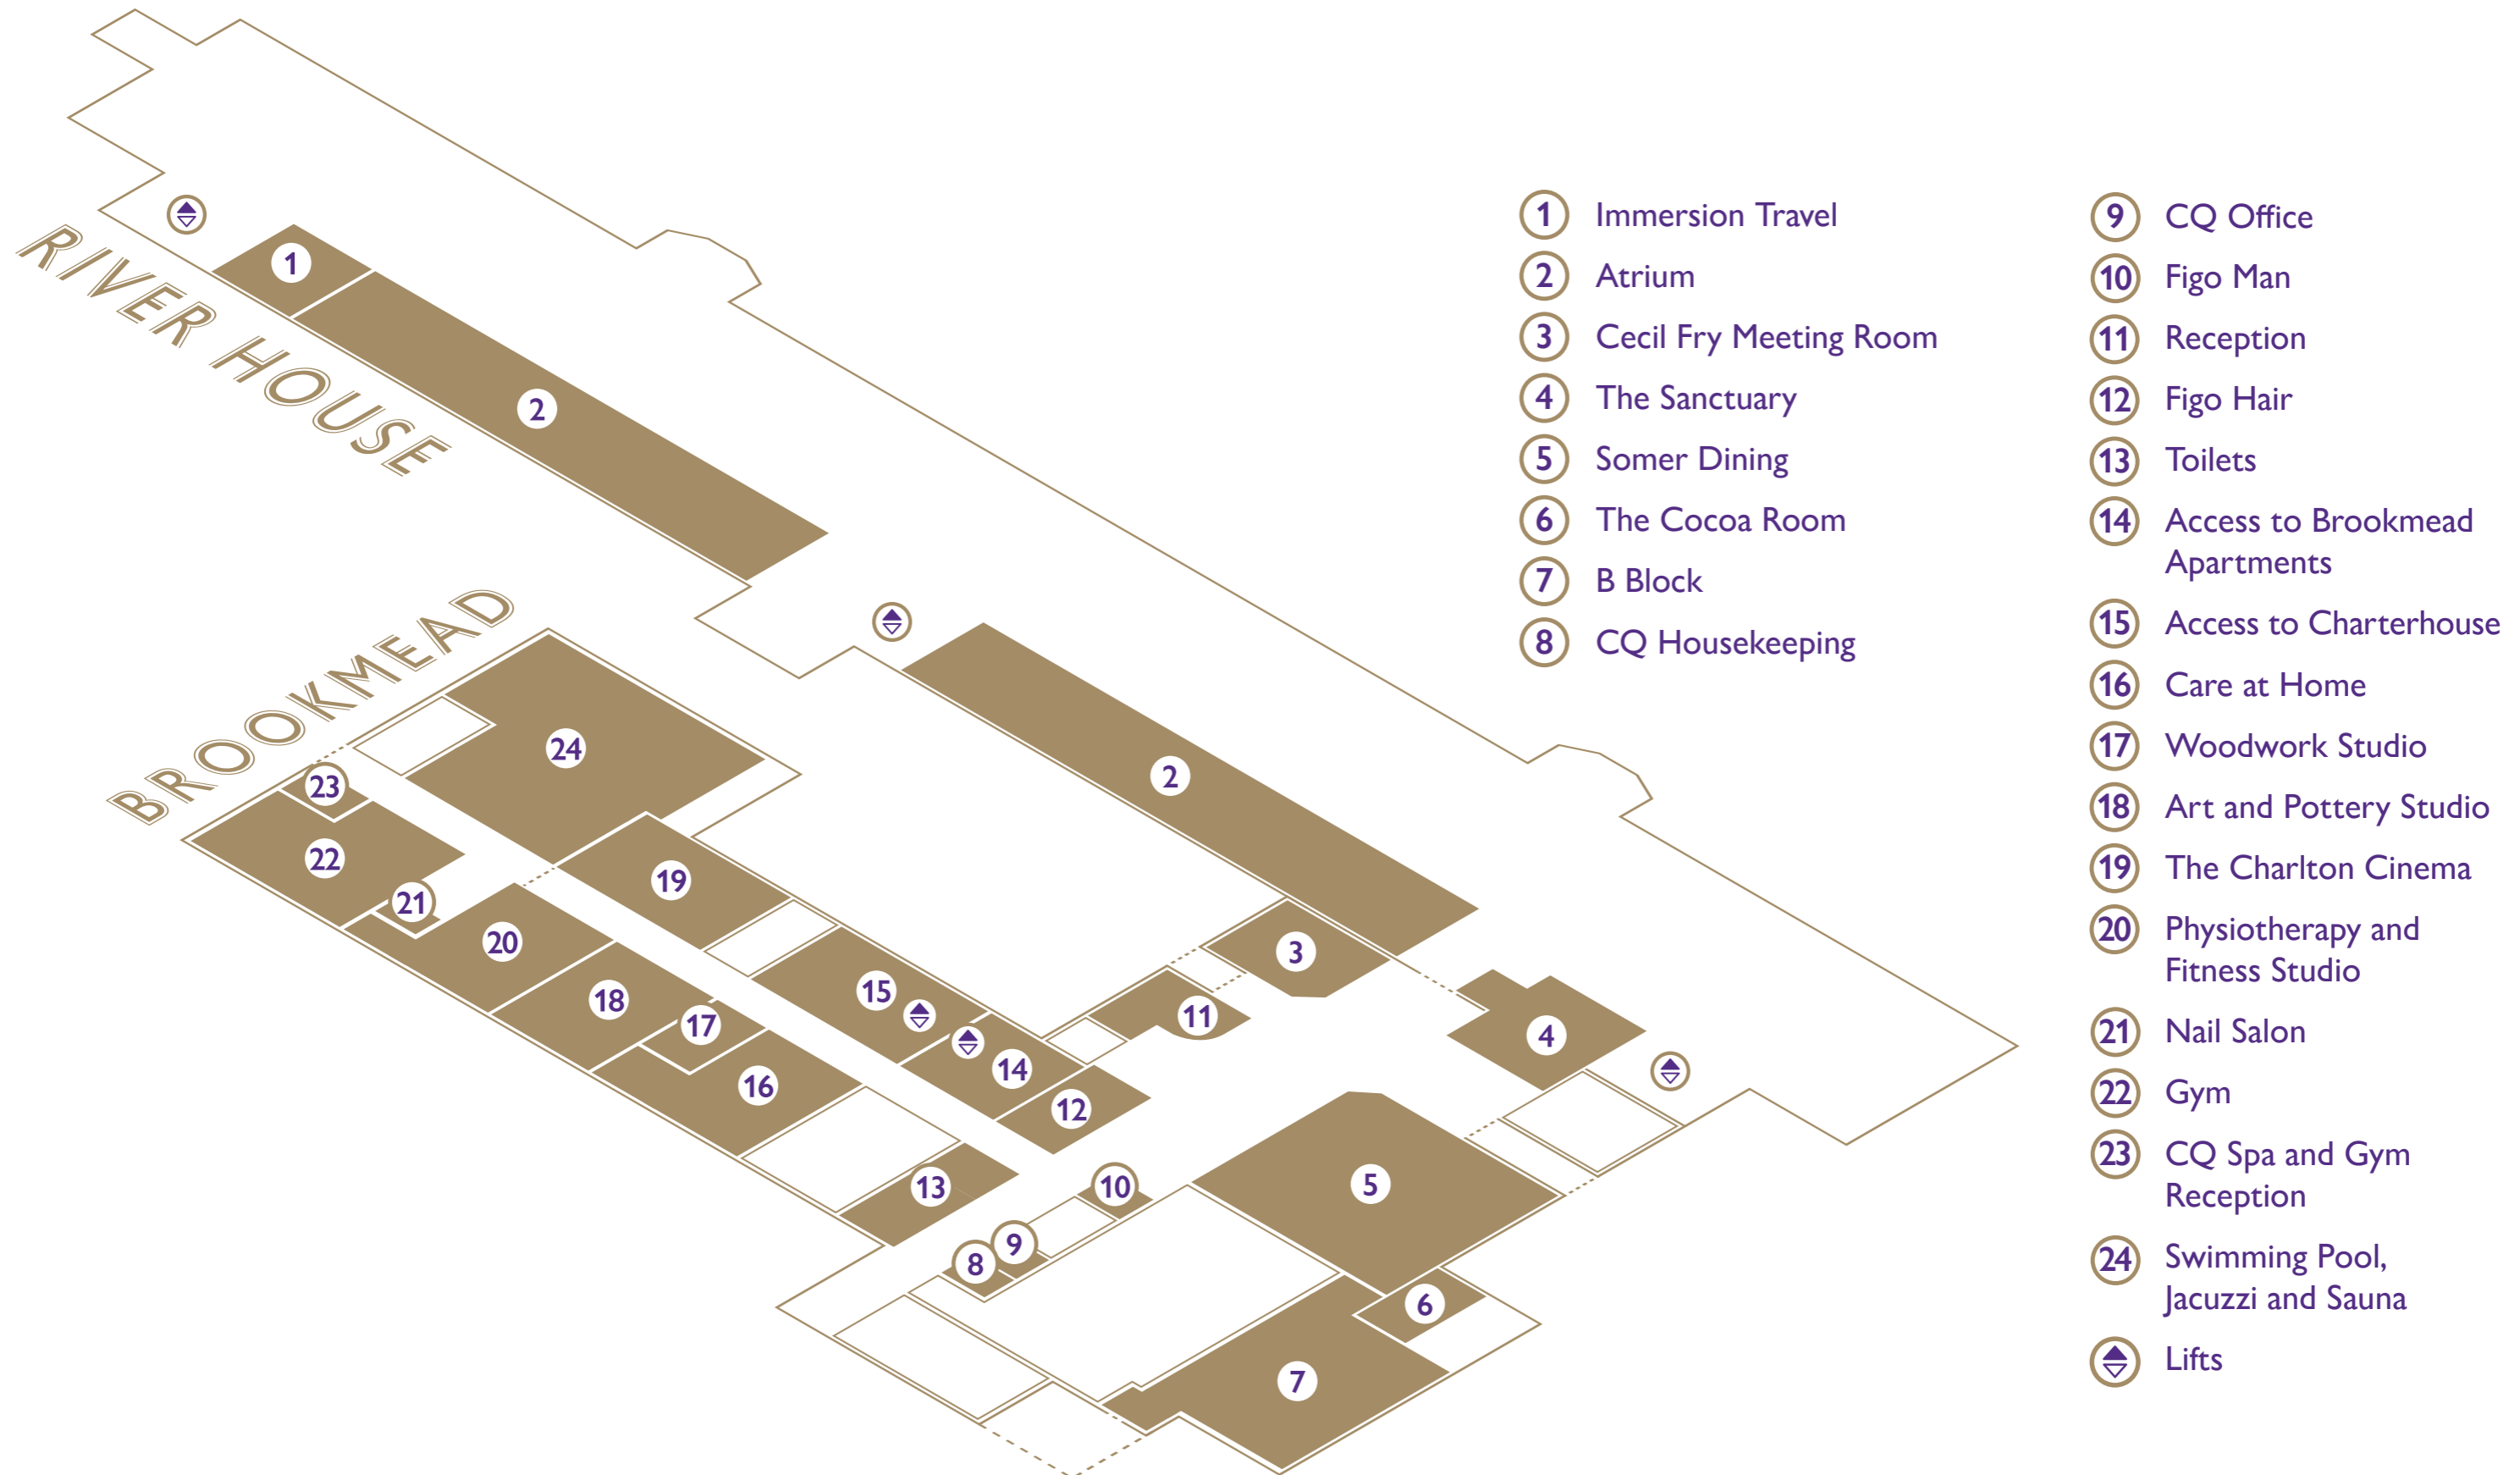 RIVER HOUSE
BROOKMEAD
1
2
24
23
22
21
19
20
18
17
16
15
14
12
13
2
3
11
4
10
9
8
5
6
7
1 Immersion Travel
2 Atrium
3 Cecil Fry Meeting Room
4 The Sanctuary
5 Somer Dining
6 The Cocoa Room
7 B Block
8 CQ Housekeeping
9 CQ Office
10 Figo Man
11 Reception
12 Figo Hair
13 Toilets
14 Access to Brookmead
Apartments
15 Access to Charterhouse
16 Care at Home
17 Woodwork Studio
18 Art and Pottery Studio
19 The Charlton Cinema
20 Physiotherapy and
Fitness Studio
21 Nail Salon
22 Gym
23 CQ Spa and Gym
Reception
24 Swimming Pool,
Jacuzzi and Sauna
Lifts